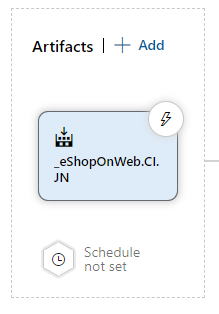 Artifacts | + Add
_eShopOnWeb.CI.
JN
Schedule
not set